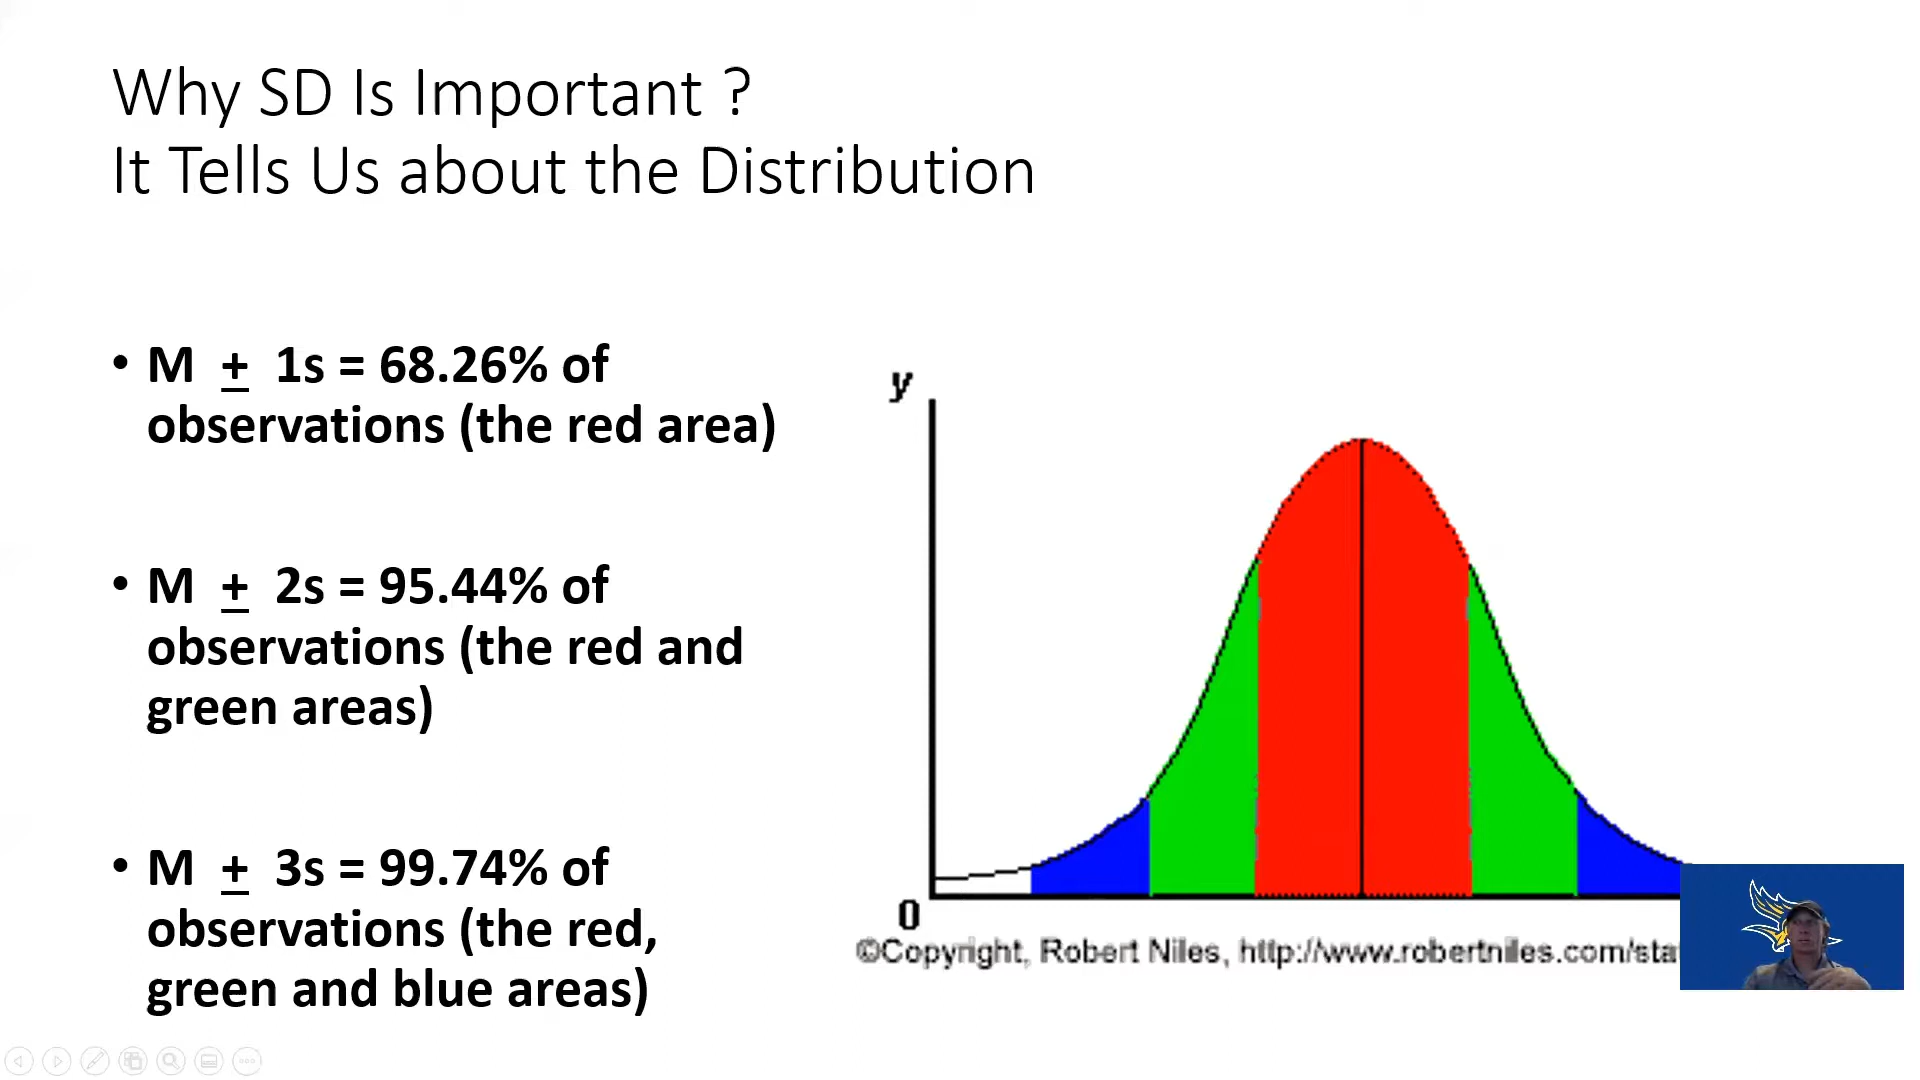 Why SD Is Important ?
It Tells Us about the Distribution
• M ± 1s = 68.26% of
observations (the red area)
• M ± 2s = 95.44% of
observations (the red and
green areas)
• M ± 3s = 99.74% of
observations (the red,
green and blue areas)
y
0
©Copyright, Robert Niles, http://www.robertniles.com/sta